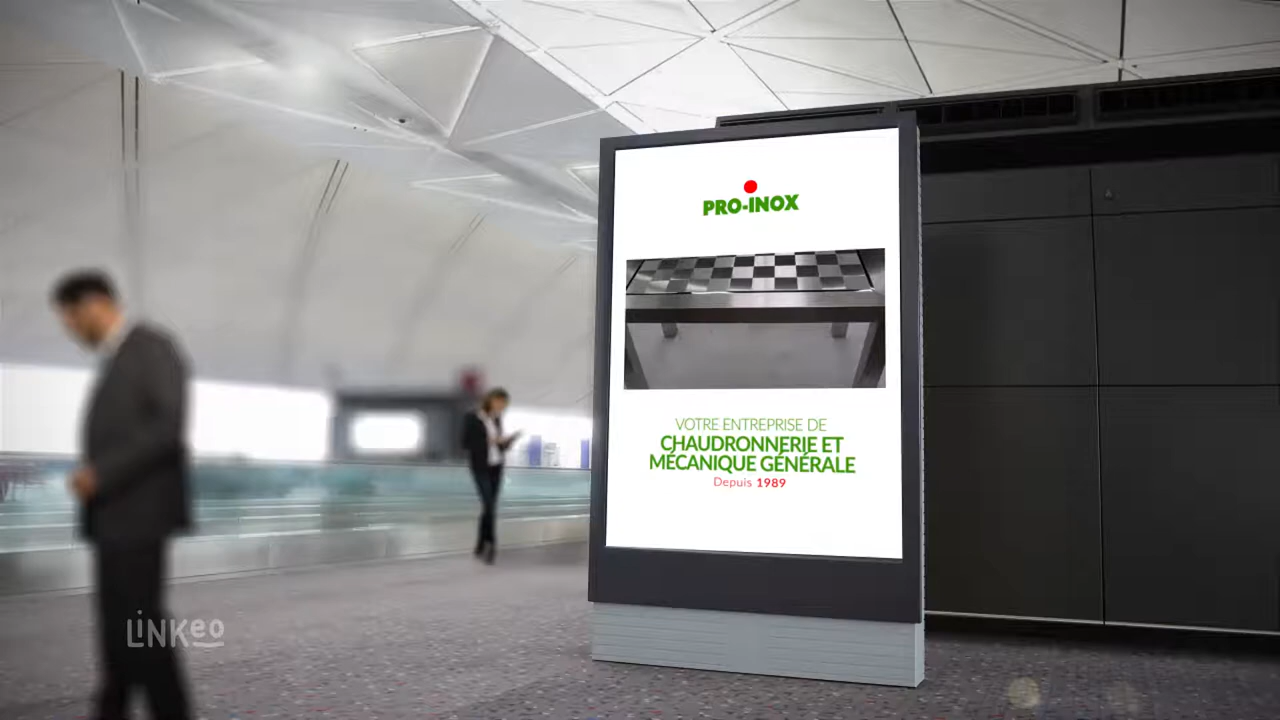 PRO-INOX
VOTRE ENTREPRISE DE
CHAUDRONNERIE ET
MÉCANIQUE GÉNÉRALE
Depuis 1989
LINKeo